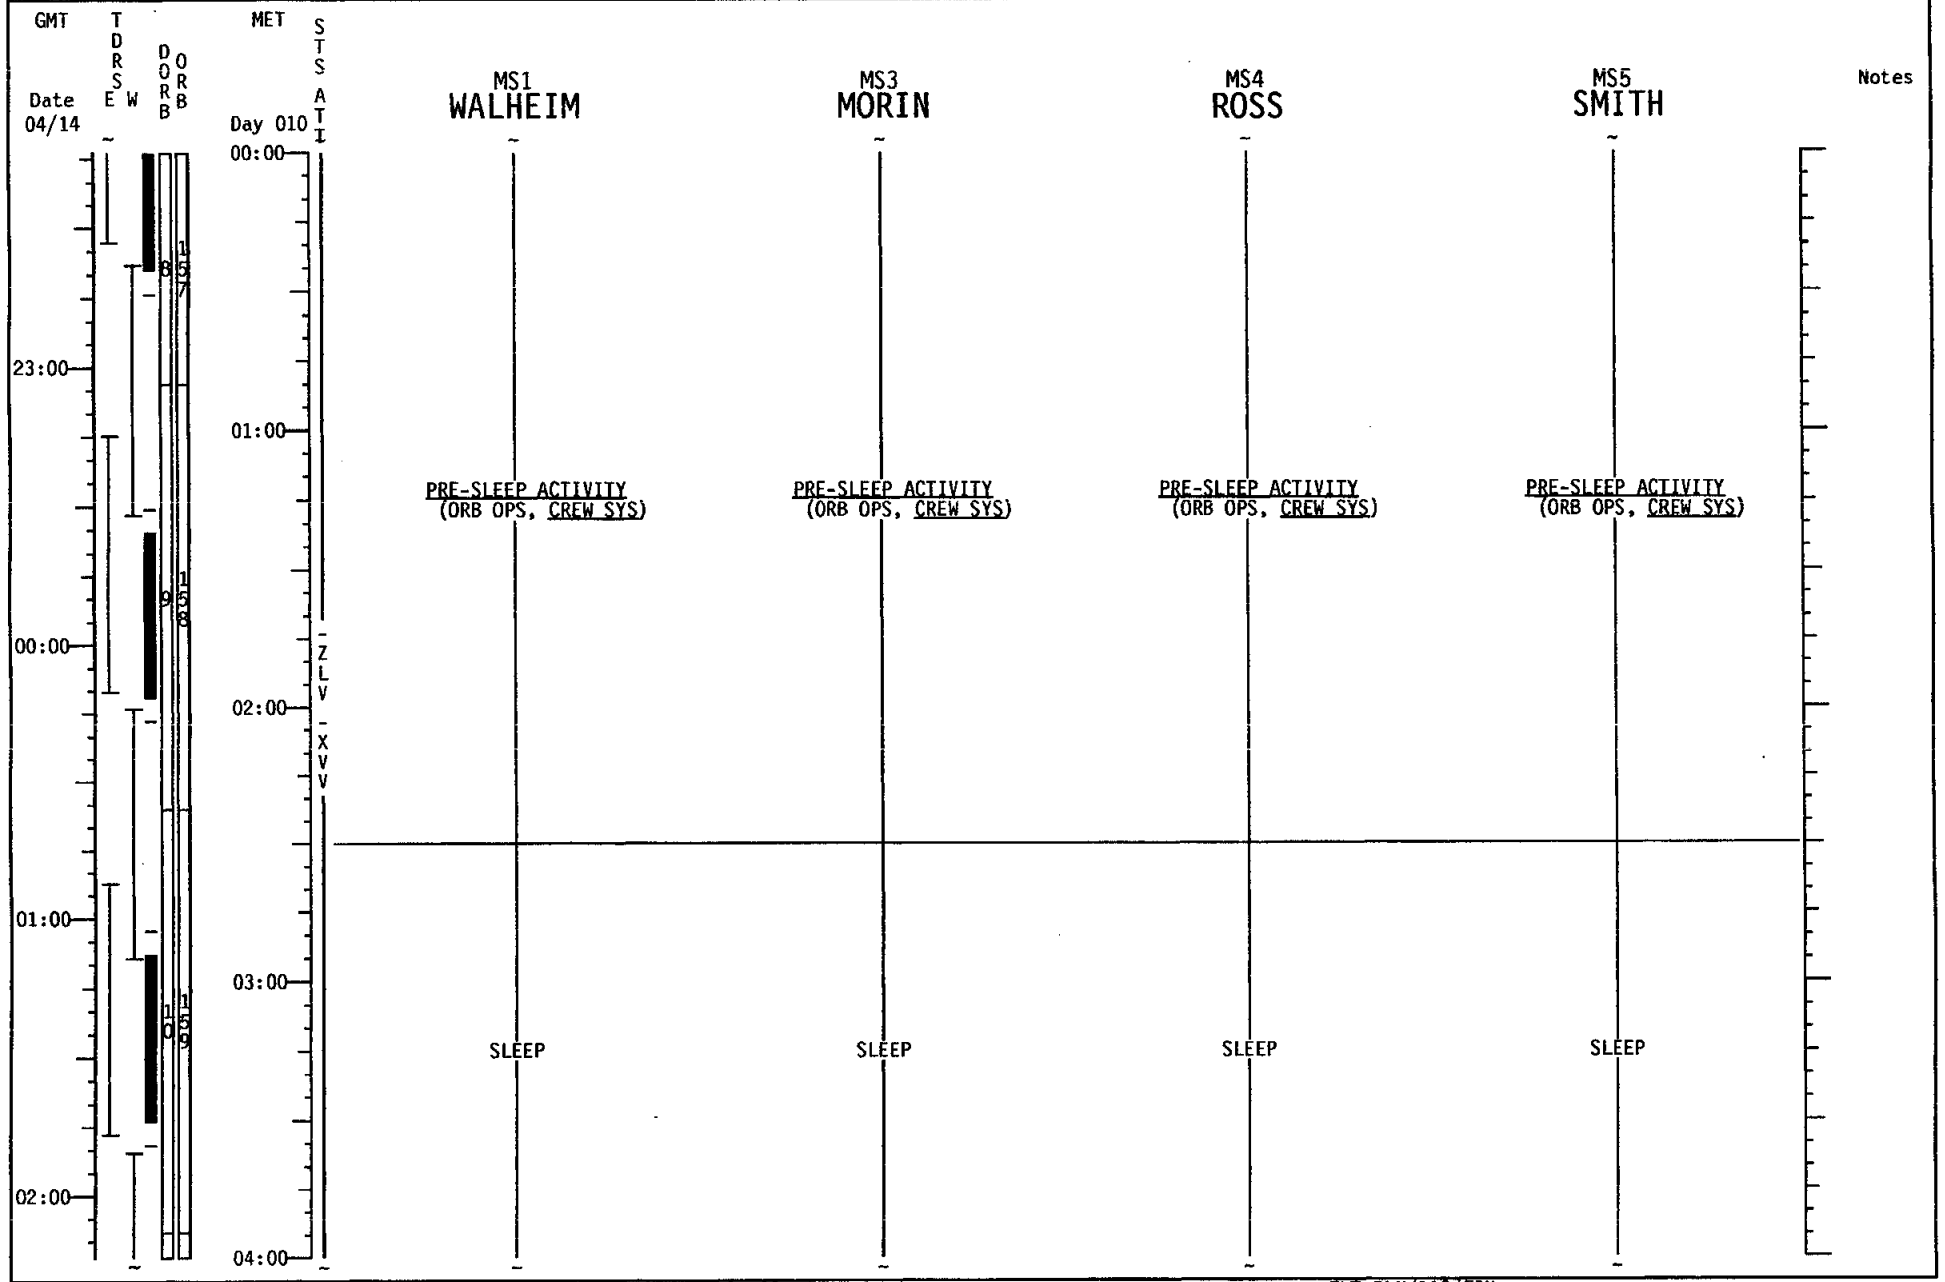 GMT
TDRS
E W
DORB
ORB
MET
STS ATT
Date
04/14
Day 010
MS1
WALHEIM
MS3
MORIN
MS4
ROSS
MS5
SMITH
Notes
~ ~ ~ ~ ~
00:00
8
157
23:00
01:00
PRE-SLEEP ACTIVITY
(ORB OPS, CREW SYS)
PRE-SLEEP ACTIVITY
(ORB OPS, CREW SYS)
PRE-SLEEP ACTIVITY
(ORB OPS, CREW SYS)
PRE-SLEEP ACTIVITY
(ORB OPS, CREW SYS)
9
158
00:00
-ZLV
02:00
-XVV
01:00
03:00
10
159
SLEEP
SLEEP
SLEEP
SLEEP
02:00
04:00
~ ~ ~ ~ ~ ~